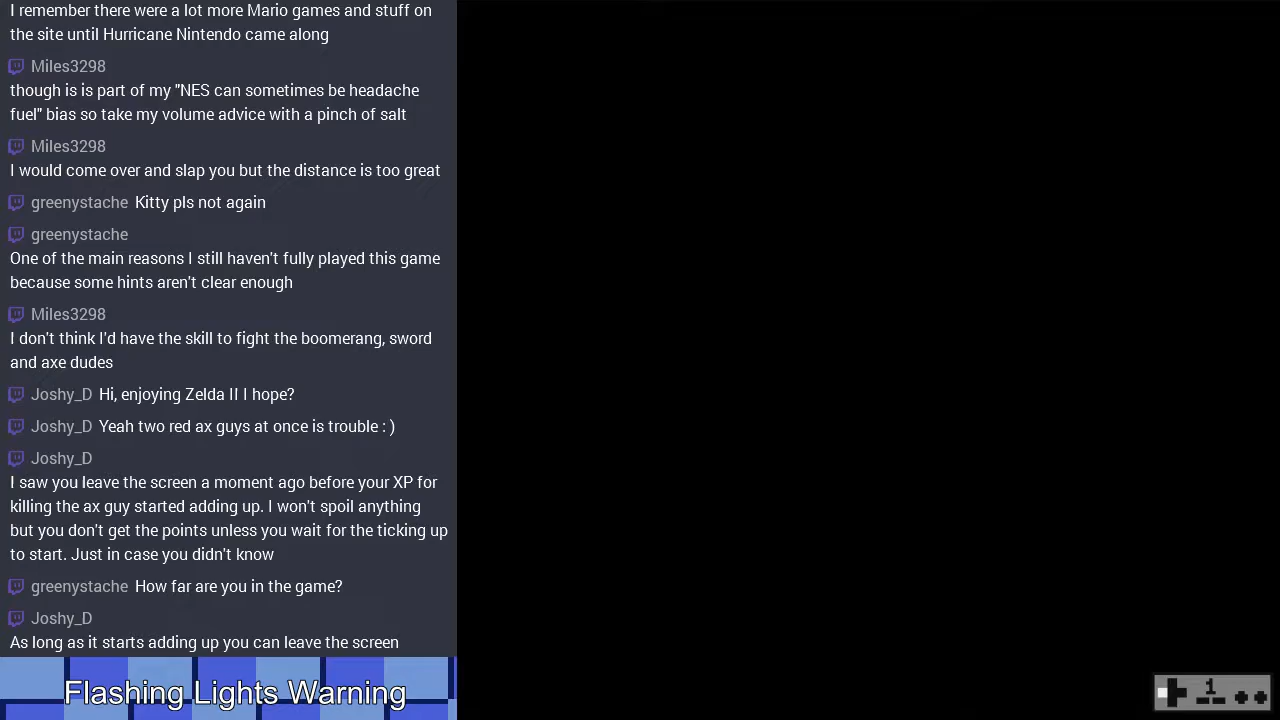 I remember there were a lot more Mario games and stuff on
the site until Hurricane Nintendo came along
Miles3298
though is is part of my "NES can sometimes be headache
fuel" bias so take my volume advice with a pinch of salt
Miles3298
I would come over and slap you but the distance is too great
greenystache Kitty pls not again
greenystache
One of the main reasons I still haven't fully played this game
because some hints aren't clear enough
Miles3298
I don't think I'd have the skill to fight the boomerang, sword
and axe dudes
Joshy_D Hi, enjoying Zelda II I hope?
Joshy_D Yeah two red ax guys at once is trouble : )
Joshy_D
I saw you leave the screen a moment ago before your XP for
killing the ax guy started adding up. I won't spoil anything
but you don't get the points unless you wait for the ticking up
to start. Just in case you didn't know
greenystache How far are you in the game?
Joshy_D
As long as it starts adding up you can leave the screen
Flashing Lights Warning
1